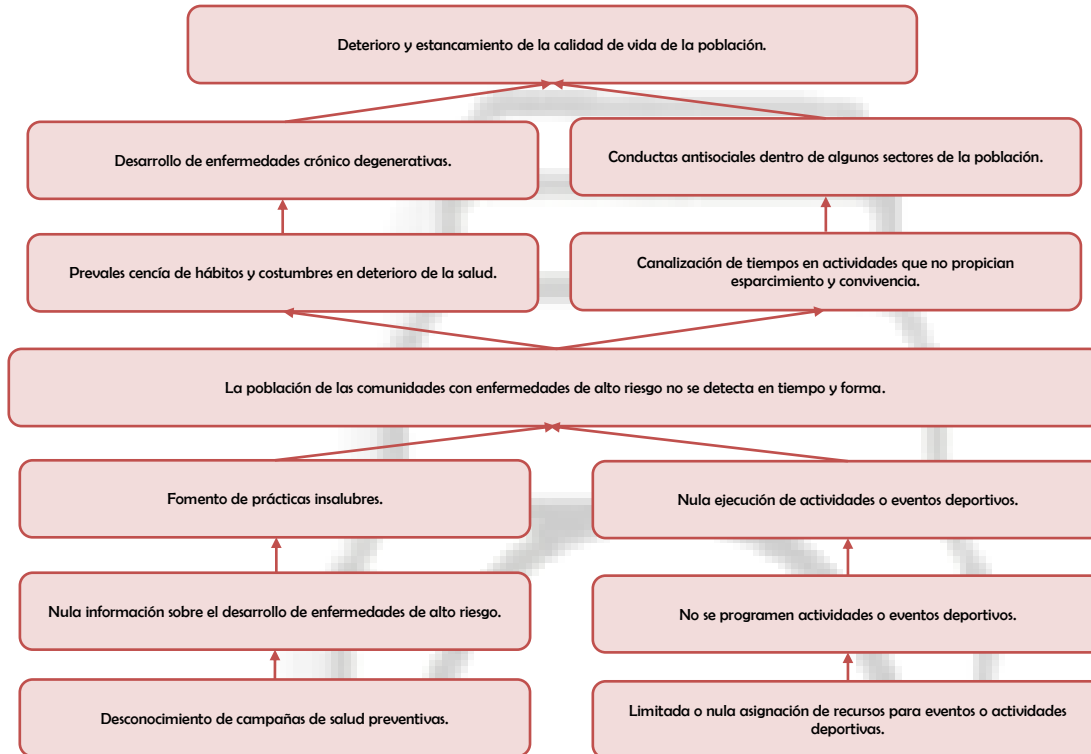 Deterioro y estancamiento de la calidad de vida de la población.
Desarrollo de enfermedades crónico degenerativas.
Conductas antisociales dentro de algunos sectores de la población.
Prevales cencía de hábitos y costumbres en deterioro de la salud.
Canalización de tiempos en actividades que no propician
esparcimiento y convivencia.
La población de las comunidades con enfermedades de alto riesgo no se detecta en tiempo y forma.
Fomento de prácticas insalubres.
Nula ejecución de actividades o eventos deportivos.
Nula información sobre el desarrollo de enfermedades de alto riesgo.
No se programen actividades o eventos deportivos.
Desconocimiento de campañas de salud preventivas.
Limitada o nula asignación de recursos para eventos o actividades
deportivas.